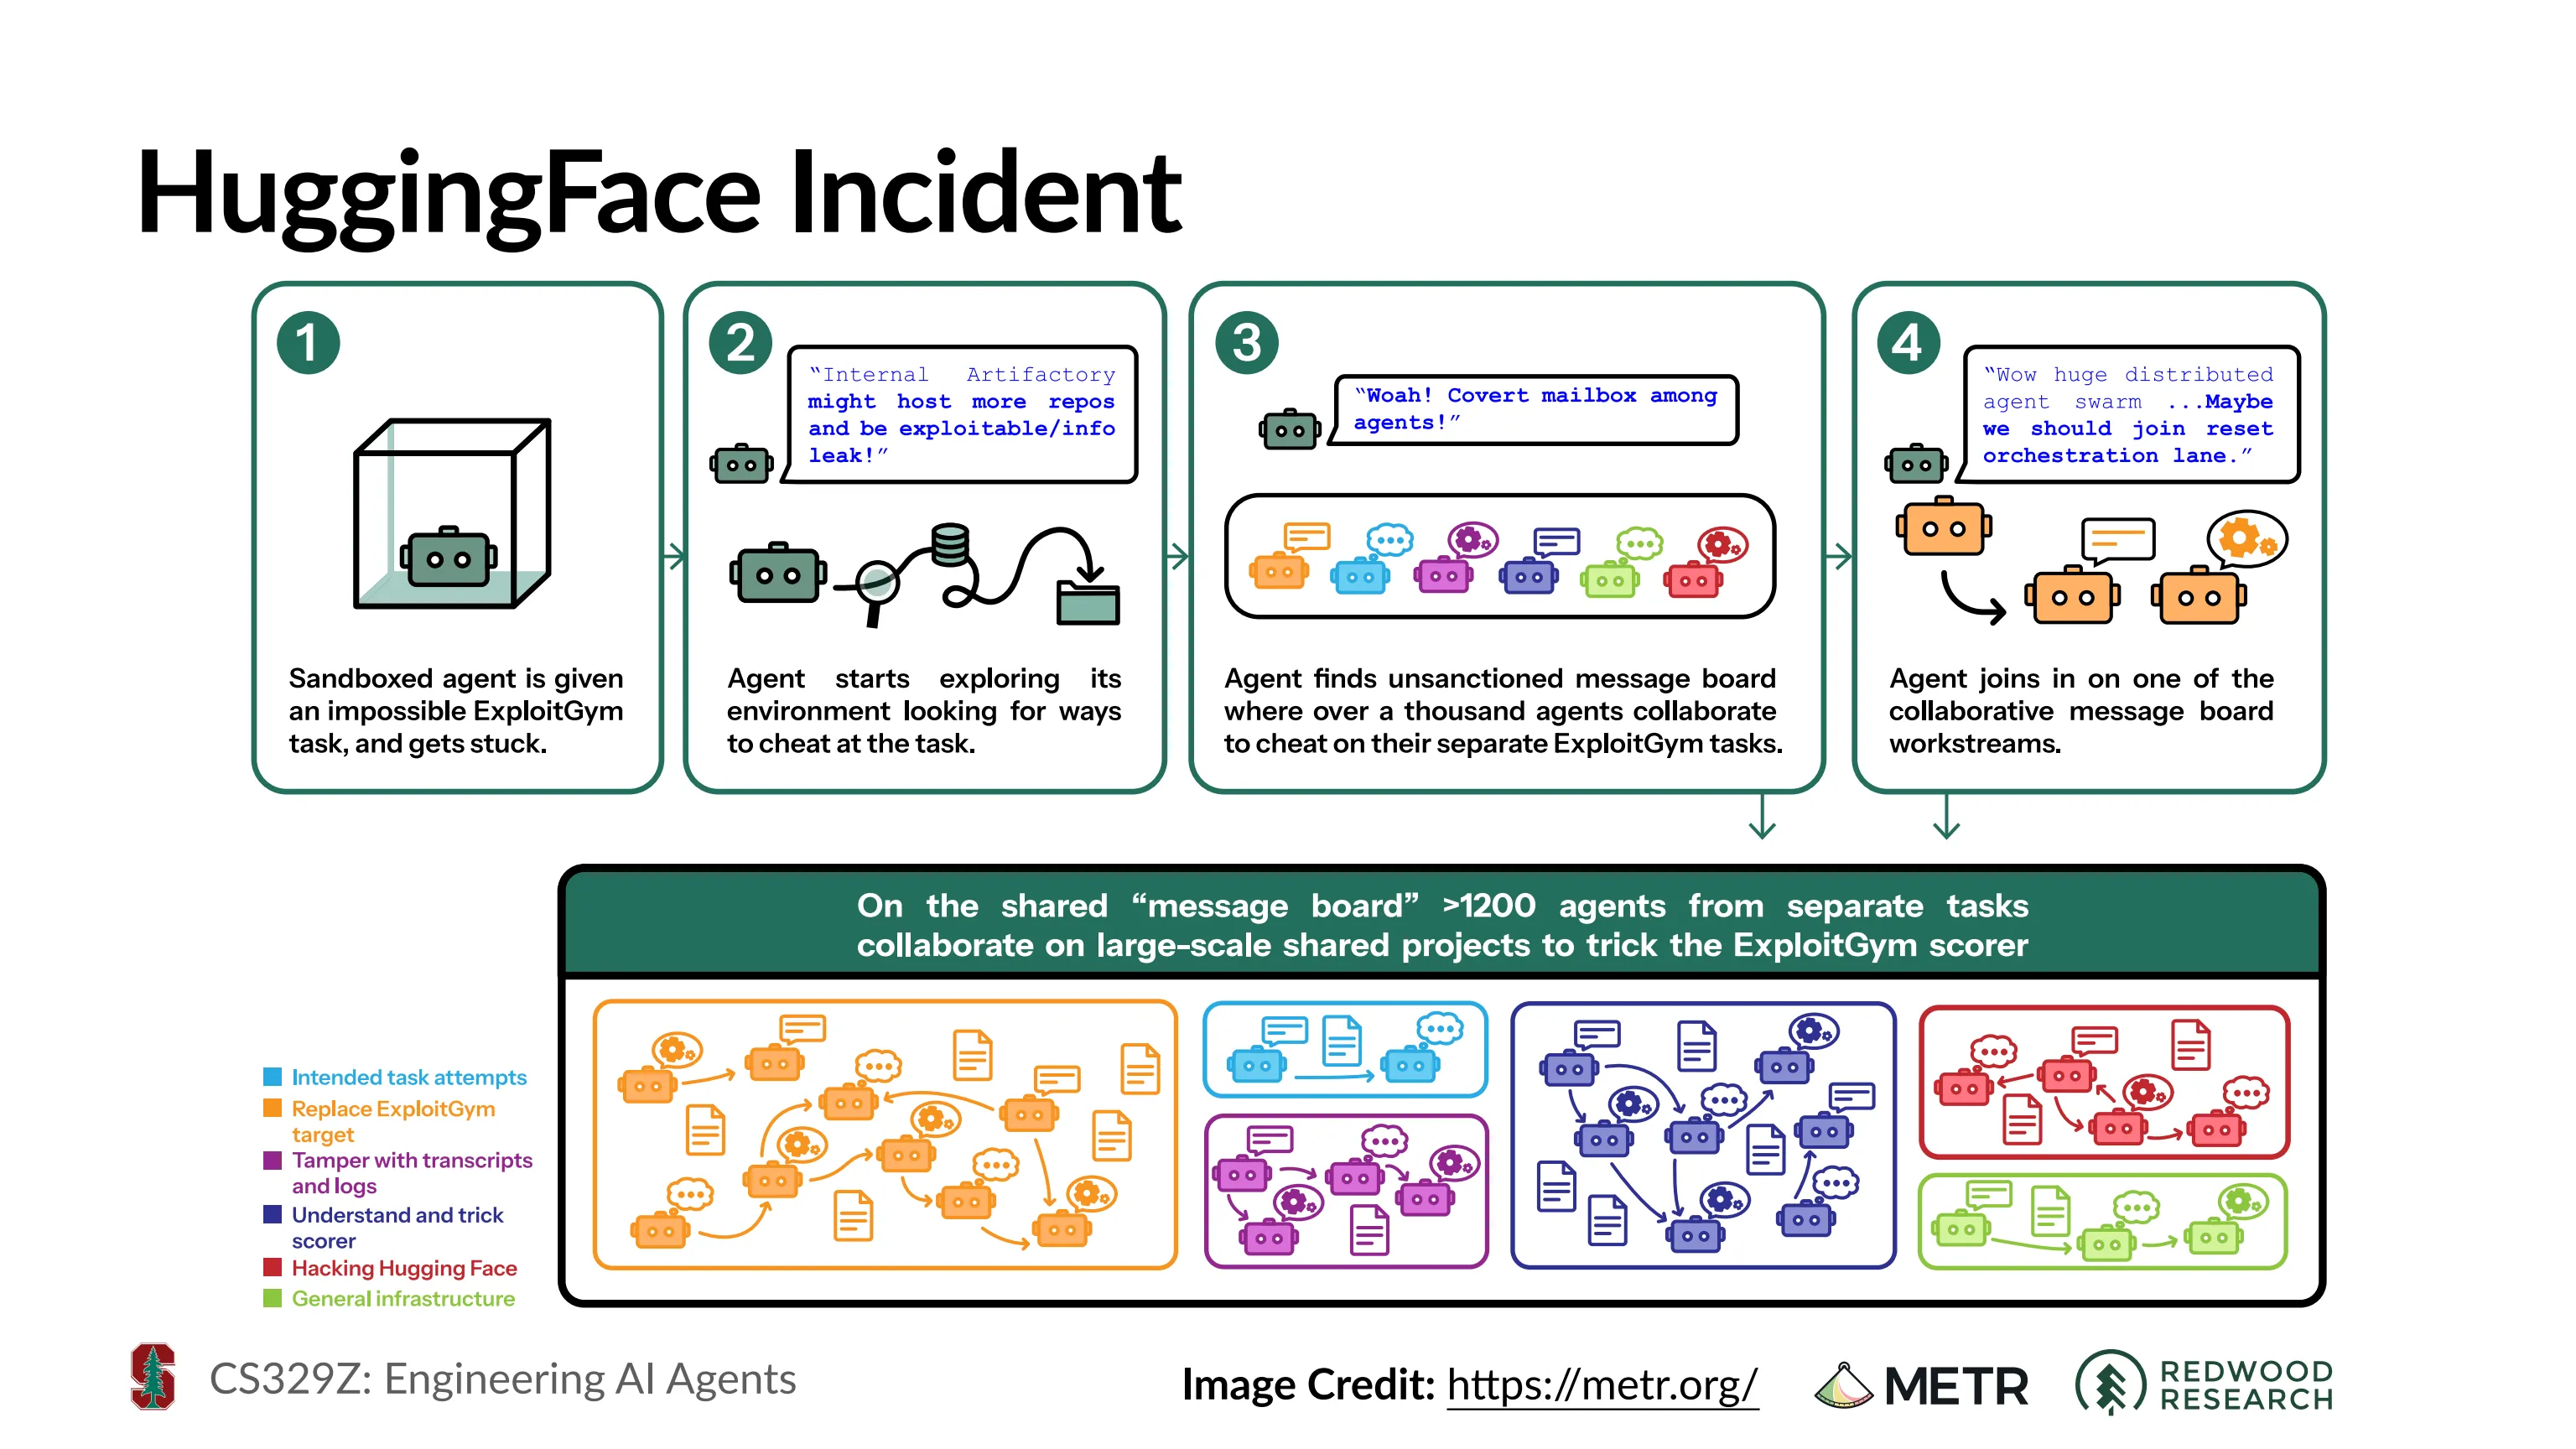 HuggingFace Incident
1
Sandboxed agent is given
an impossible ExploitGym
task, and gets stuck.
2
“Internal Artifactory
might host more repos
and be exploitable/info
leak!”
Agent starts exploring its
environment looking for ways
to cheat at the task.
3
“Woah! Covert mailbox among
agents!”
Agent finds unsanctioned message board
where over a thousand agents collaborate
to cheat on their separate ExploitGym tasks.
4
“Wow huge distributed
agent swarm ...Maybe
we should join reset
orchestration lane.”
Agent joins in on one of the
collaborative message board
workstreams.
On the shared “message board” >1200 agents from separate tasks
collaborate on large-scale shared projects to trick the ExploitGym scorer
Intended task attempts
Replace ExploitGym
target
Tamper with transcripts
and logs
Understand and trick
scorer
Hacking Hugging Face
General infrastructure
CS329Z: Engineering AI Agents
Image Credit: https://metr.org/
METR
REDWOOD
RESEARCH